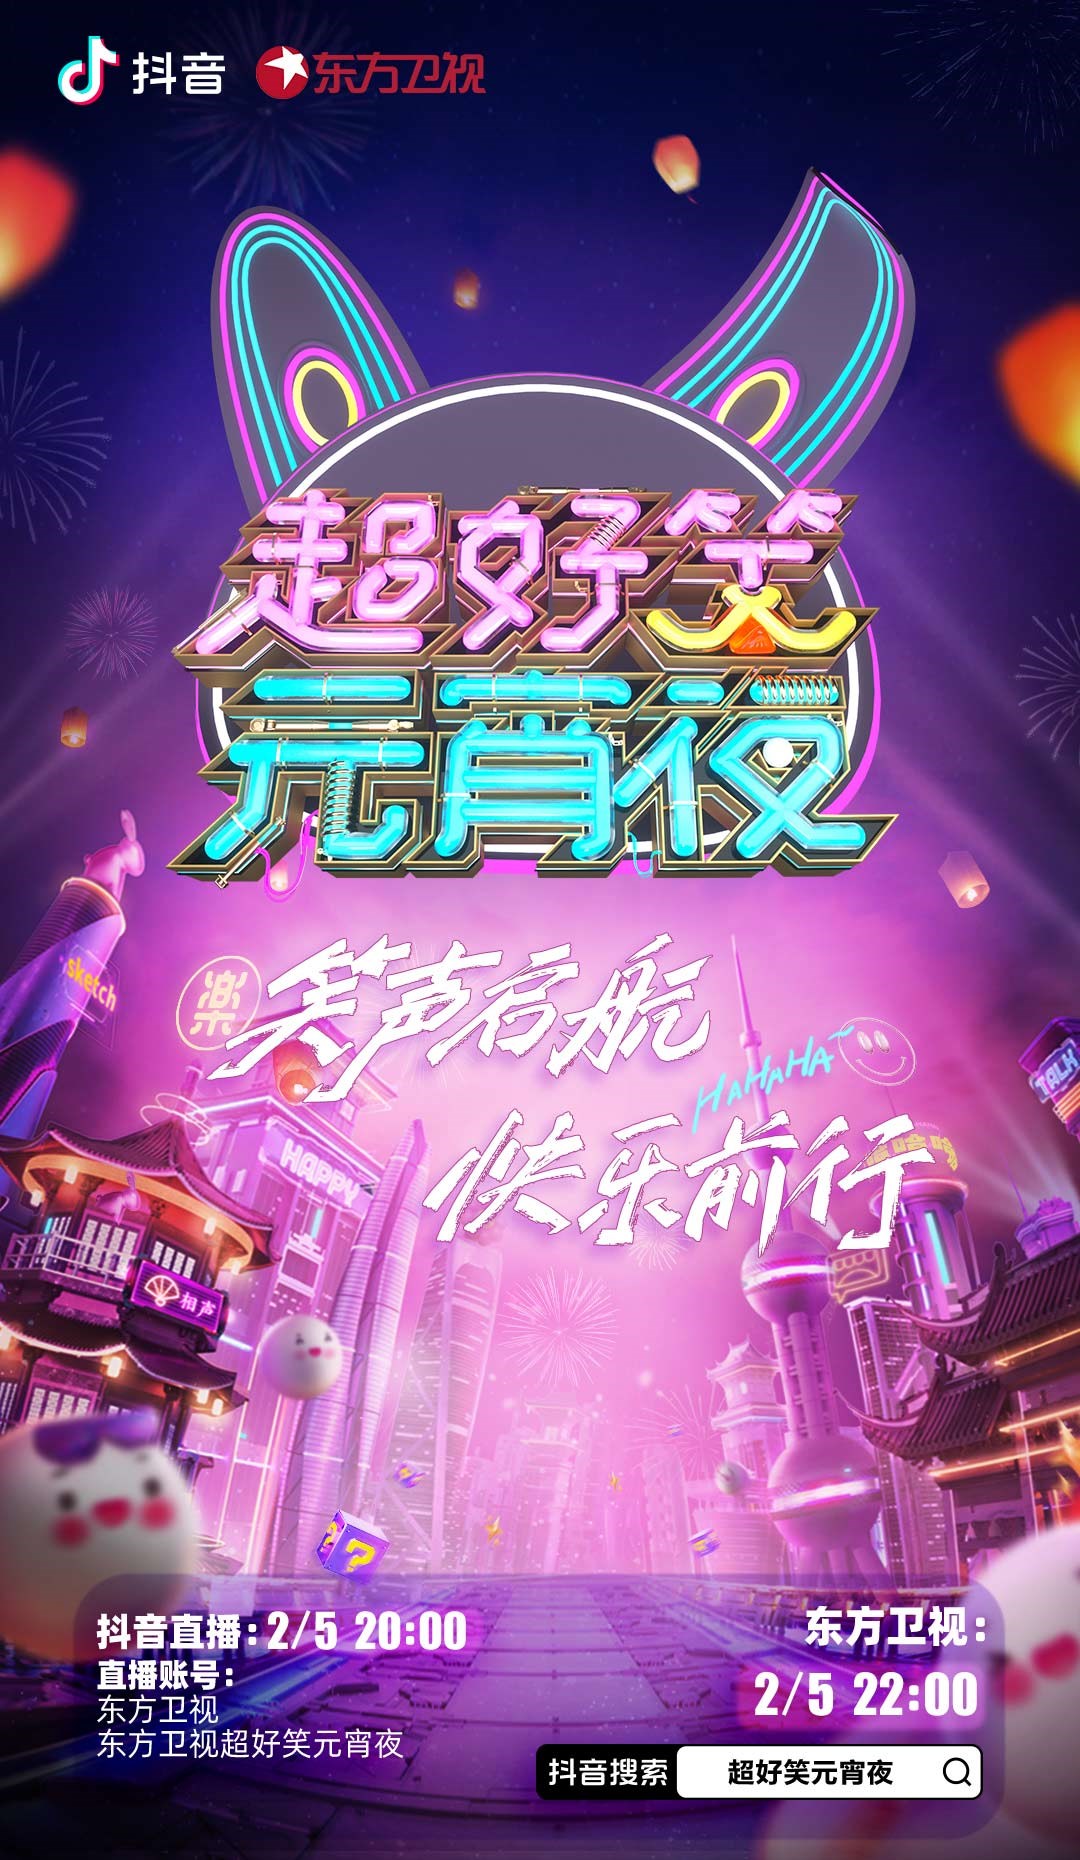 抖音 东方卫视
超好笑
元宵夜
楽
笑声启航
HAHAHA~
快乐前行
sketch
HAPPY
TALK
相声
抖音直播：2/5 20:00
直播账号：
东方卫视
东方卫视超好笑元宵夜
东方卫视：
2/5 22:00
抖音搜索 超好笑元宵夜